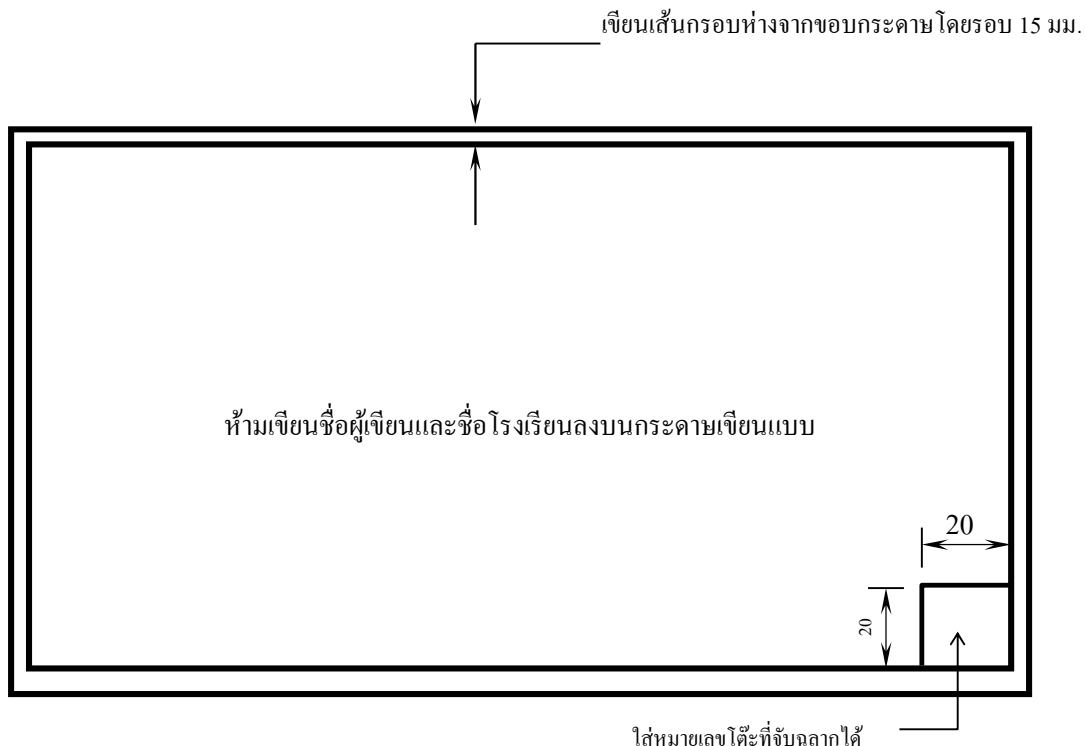 เขียนเส้นกรอบห่างจากขอบกระดาษโดยรอบ 15 มม.
ห้ามเขียนชื่อผู้เขียนและชื่อโรงเรียนลงบนกระดาษเขียนแบบ
20
20
ใส่หมายเลขโต๊ะที่จับฉลากได้